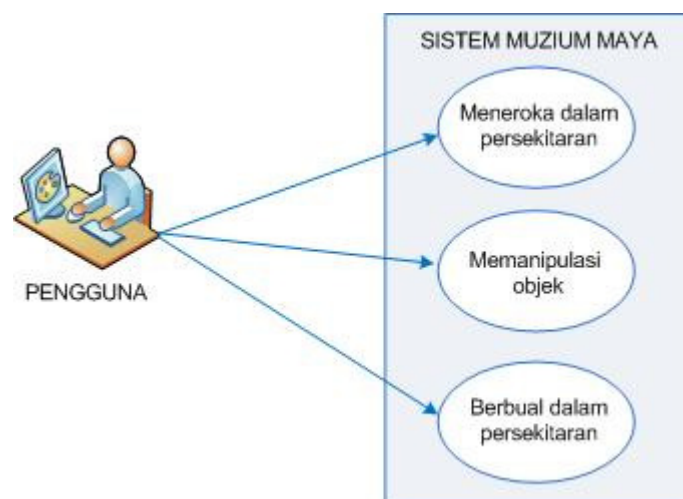 SISTEM MUZIUM MAYA
Meneroka dalam
persekitaran
PENGGUNA
Memanipulasi
objek
Berbual dalam
persekitaran